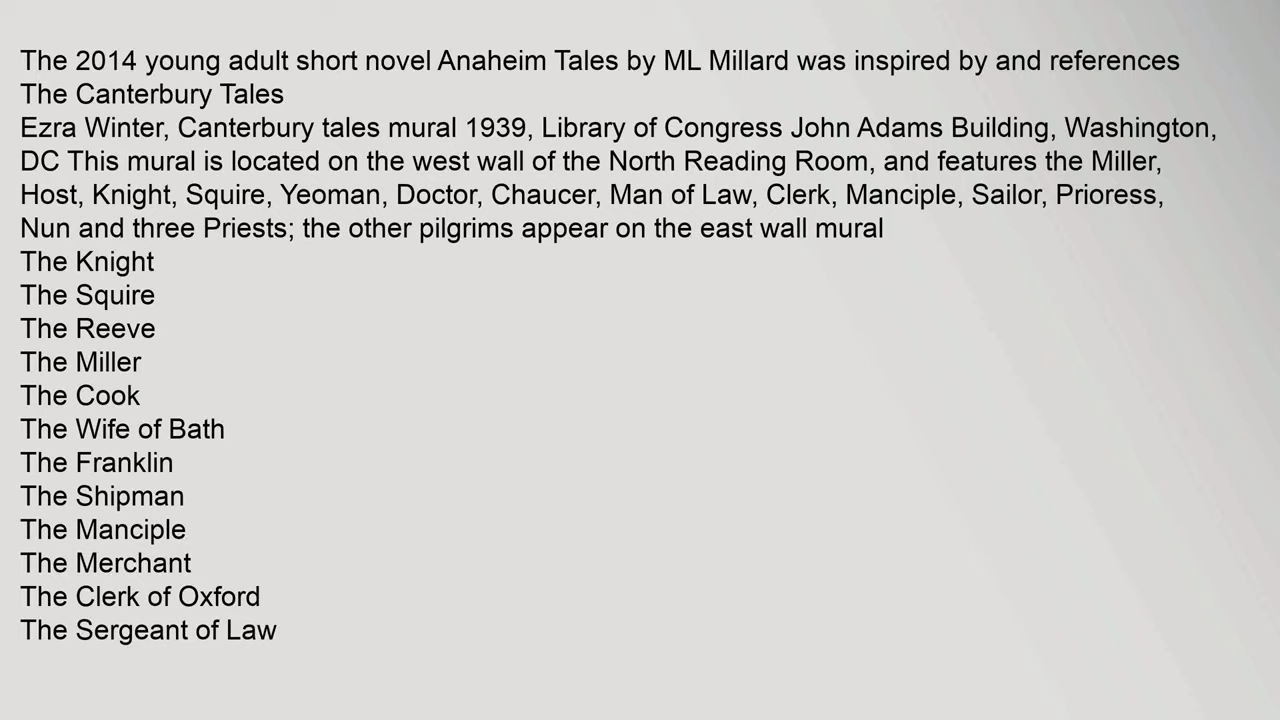 The 2014 young adult short novel Anaheim Tales by ML Millard was inspired by and references
The Canterbury Tales
Ezra Winter, Canterbury tales mural 1939, Library of Congress John Adams Building, Washington,
DC This mural is located on the west wall of the North Reading Room, and features the Miller,
Host, Knight, Squire, Yeoman, Doctor, Chaucer, Man of Law, Clerk, Manciple, Sailor, Prioress,
Nun and three Priests; the other pilgrims appear on the east wall mural
The Knight
The Squire
The Reeve
The Miller
The Cook
The Wife of Bath
The Franklin
The Shipman
The Manciple
The Merchant
The Clerk of Oxford
The Sergeant of Law